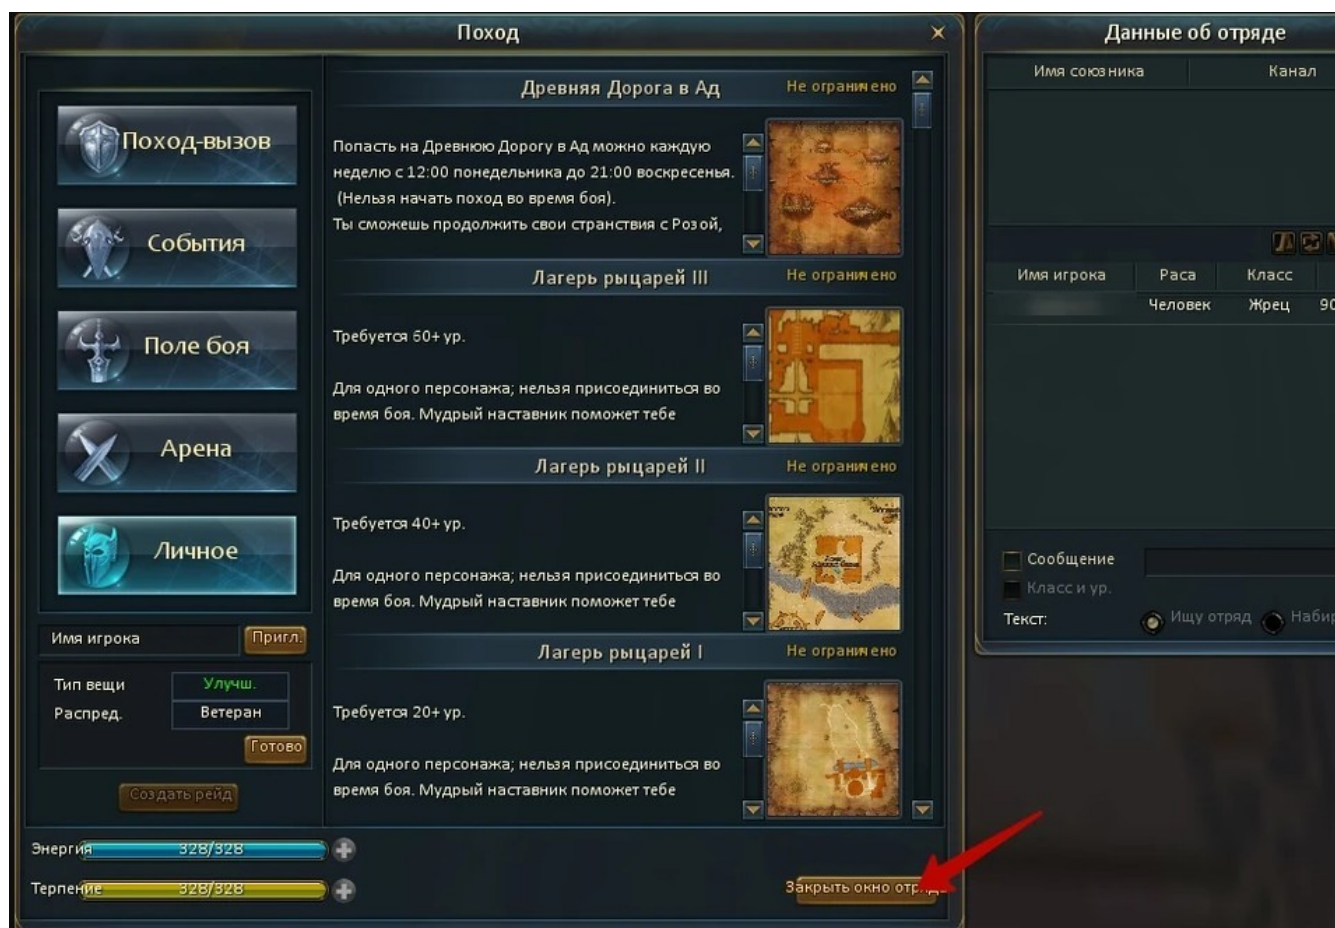 Поход
Данные об отряде
Поход-вызов
События
Поле боя
Арена
Личное
Имя игрока
Пригл.
Тип вещи
Улучш.
Распред.
Ветеран
Готово
Создать рейд
Древняя Дорога в Ад
Не ограничено
Попасть на Древнюю Дорогу в Ад можно каждую
неделю с 12:00 понедельника до 21:00 воскресенья.
(Нельзя начать поход во время боя).
Ты сможешь продолжить свои странствия с Розой,
Лагерь рыцарей III
Не ограничено
Требуется 60+ ур.
Для одного персонажа; нельзя присоединиться во
время боя. Мудрый наставник поможет тебе
Лагерь рыцарей II
Не ограничено
Требуется 40+ ур.
Для одного персонажа; нельзя присоединиться во
время боя. Мудрый наставник поможет тебе
Лагерь рыцарей I
Не ограничено
Требуется 20+ ур.
Для одного персонажа; нельзя присоединиться во
время боя. Мудрый наставник поможет тебе
Энергия
328/328
Терпение
328/328
Закрыть окно отряда
Имя союзника
Канал
Имя игрока
Раса
Класс
Человек
Жрец
90
Сообщение
Класс и ур.
Текст:
Ищу отряд
Набир